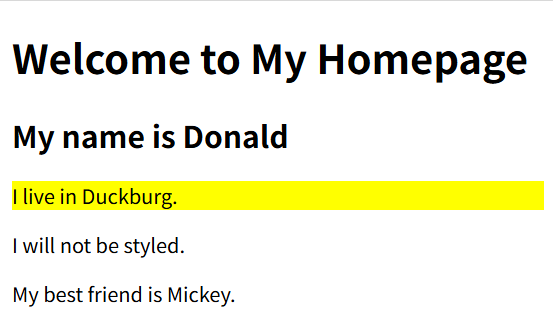 Welcome to My Homepage
My name is Donald
I live in Duckburg.
I will not be styled.
My best friend is Mickey.